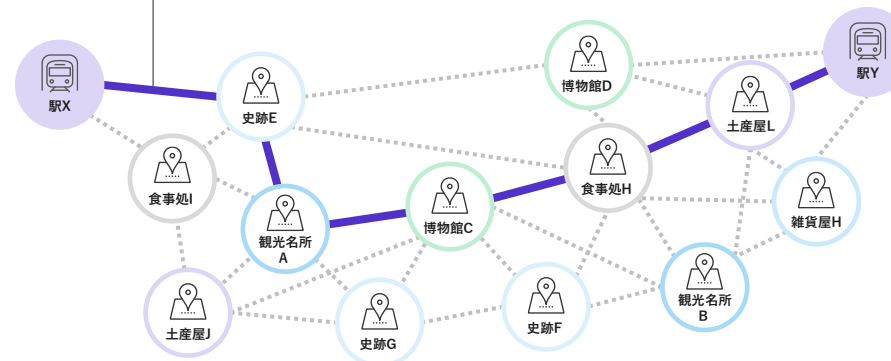 駅X
史跡E
博物館D
駅Y
土産屋L
食事処I
食事処H
博物館C
雑貨屋H
観光名所
A
土産屋J
史跡G
史跡F
観光名所
B